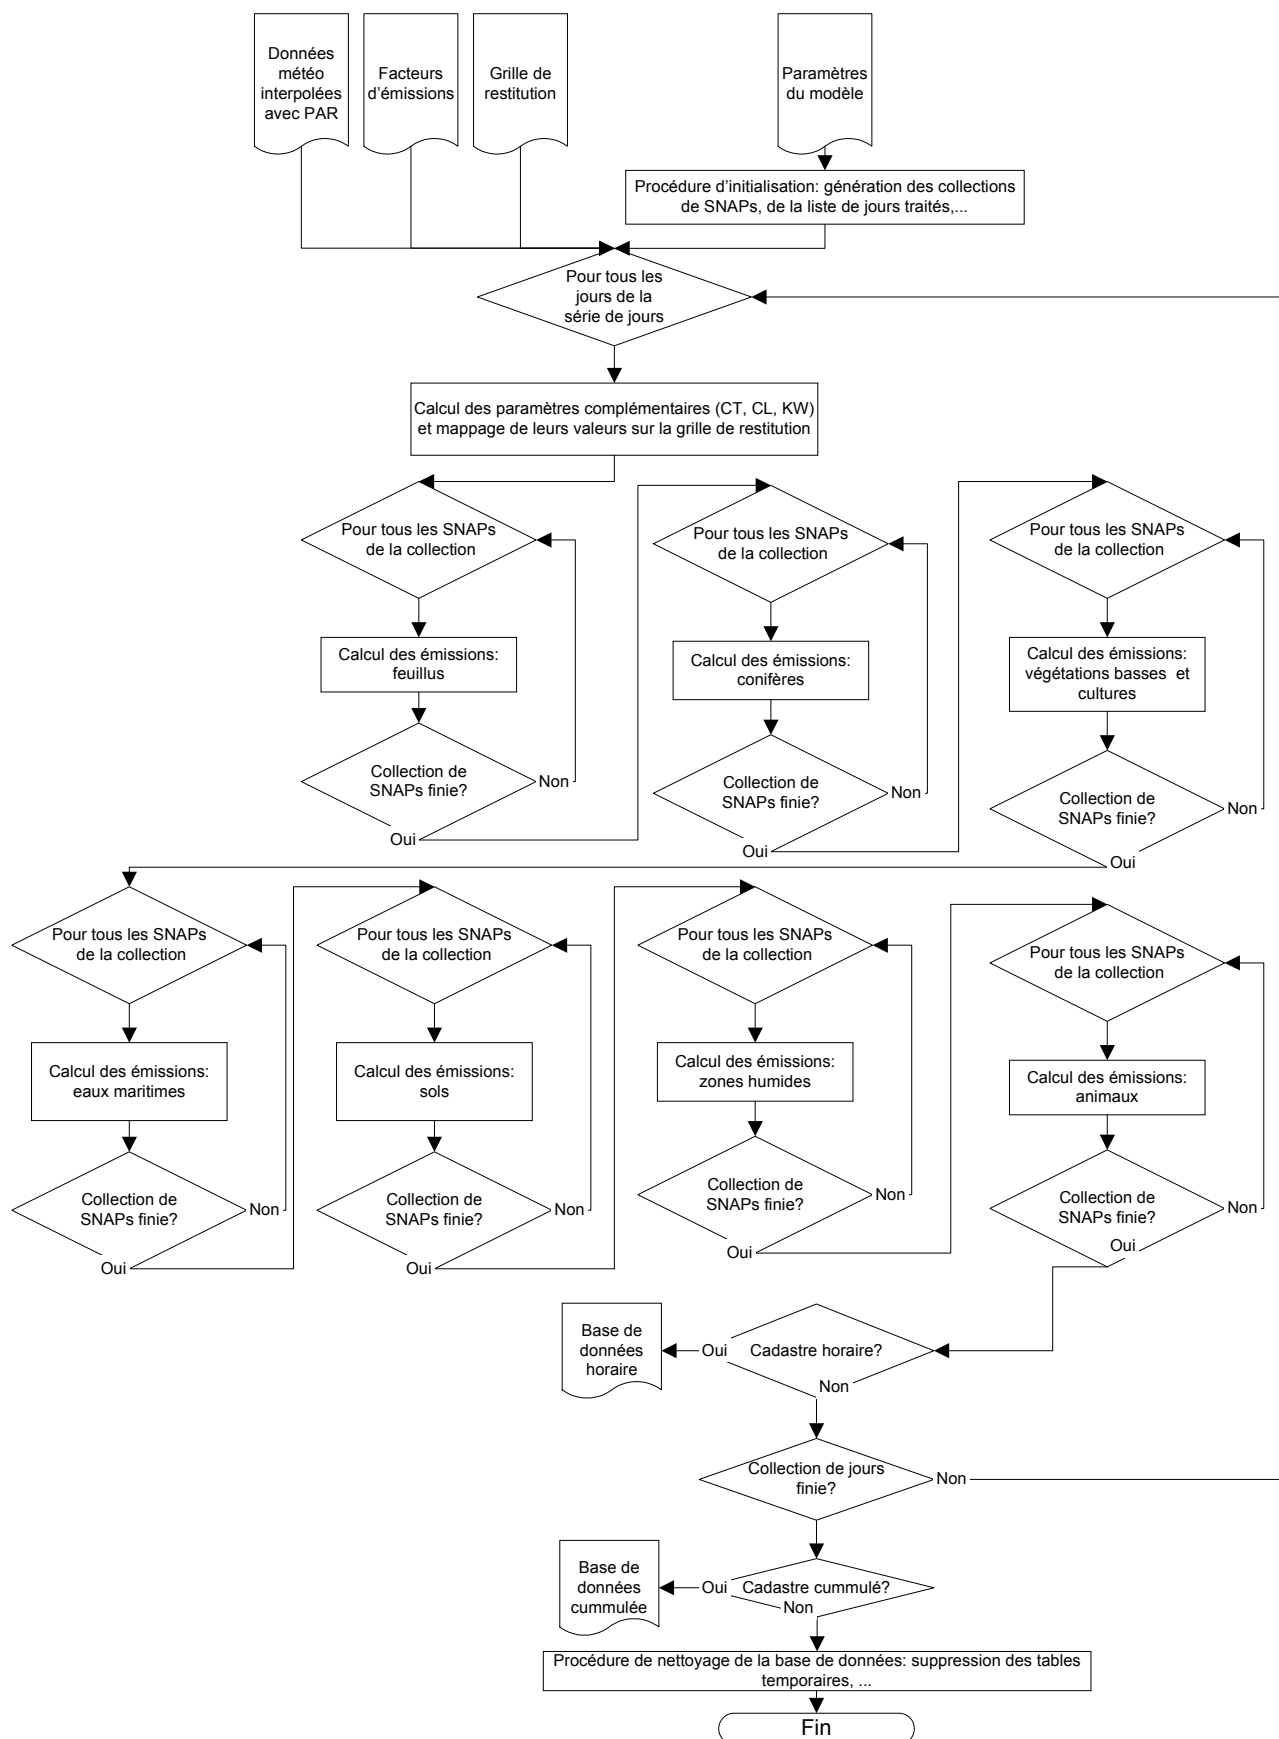 Données
météo
interpolées
avec PAR
Facteurs
d'émissions
Grille de
restitution
Paramètres
du modèle
Procédure d'initialisation: génération des collections
de SNAPs, de la liste de jours traités,...
Pour tous les
jours de la
série de jours
Calcul des paramètres complémentaires (CT, CL, KW)
et mappage de leurs valeurs sur la grille de restitution
Pour tous les SNAPs
de la collection
Calcul des émissions:
feuillus
Collection de
SNAPs finie?
Non
Oui
Pour tous les SNAPs
de la collection
Calcul des émissions:
conifères
Collection de
SNAPs finie?
Non
Oui
Pour tous les SNAPs
de la collection
Calcul des émissions:
végétations basses et
cultures
Collection de
SNAPs finie?
Non
Oui
Pour tous les SNAPs
de la collection
Calcul des émissions:
eaux maritimes
Collection de
SNAPs finie?
Non
Oui
Pour tous les SNAPs
de la collection
Calcul des émissions:
sols
Collection de
SNAPs finie?
Non
Oui
Pour tous les SNAPs
de la collection
Calcul des émissions:
zones humides
Collection de
SNAPs finie?
Non
Oui
Pour tous les SNAPs
de la collection
Calcul des émissions:
animaux
Collection de
SNAPs finie?
Non
Oui
Base de
données
horaire
Oui
Cadastre horaire?
Non
Collection de jours
finie?
Non
Base de
données
cummulée
Oui
Cadastre cummulé?
Non
Procédure de nettoyage de la base de données: suppression des tables
temporaires, ...
Fin